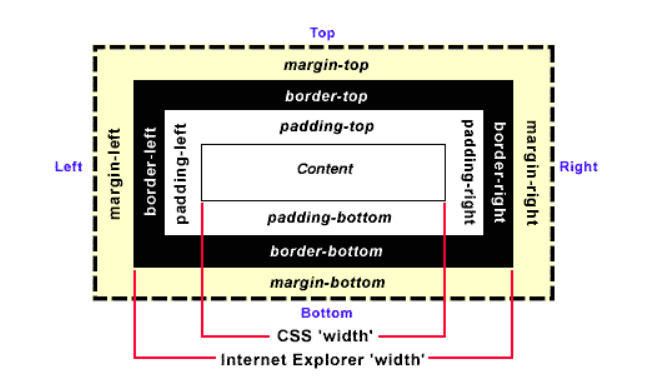 Top
margin-top
border-top
padding-top
Left
margin-left
border-left
padding-left
Content
padding-right
border-right
margin-right
Right
padding-bottom
border-bottom
margin-bottom
Bottom
CSS 'width'
Internet Explorer 'width'